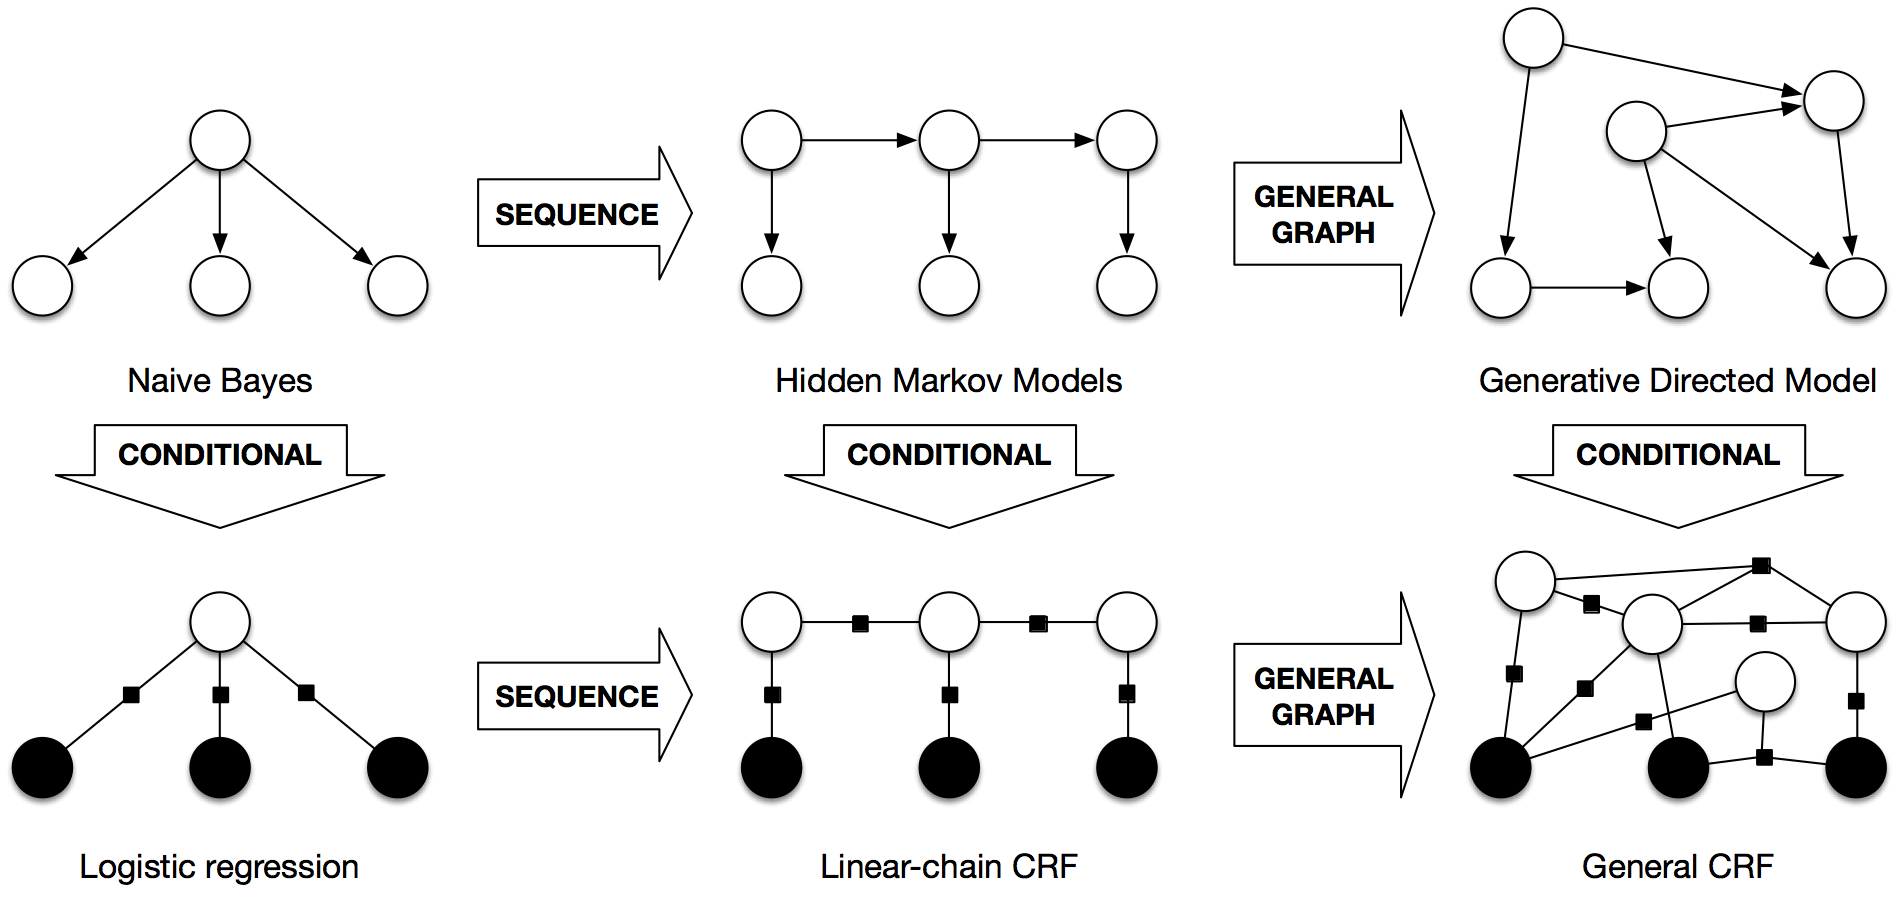 SEQUENCE
GENERAL
GRAPH
Naive Bayes
Hidden Markov Models
Generative Directed Model
CONDITIONAL
CONDITIONAL
CONDITIONAL
SEQUENCE
GENERAL
GRAPH
Logistic regression
Linear-chain CRF
General CRF